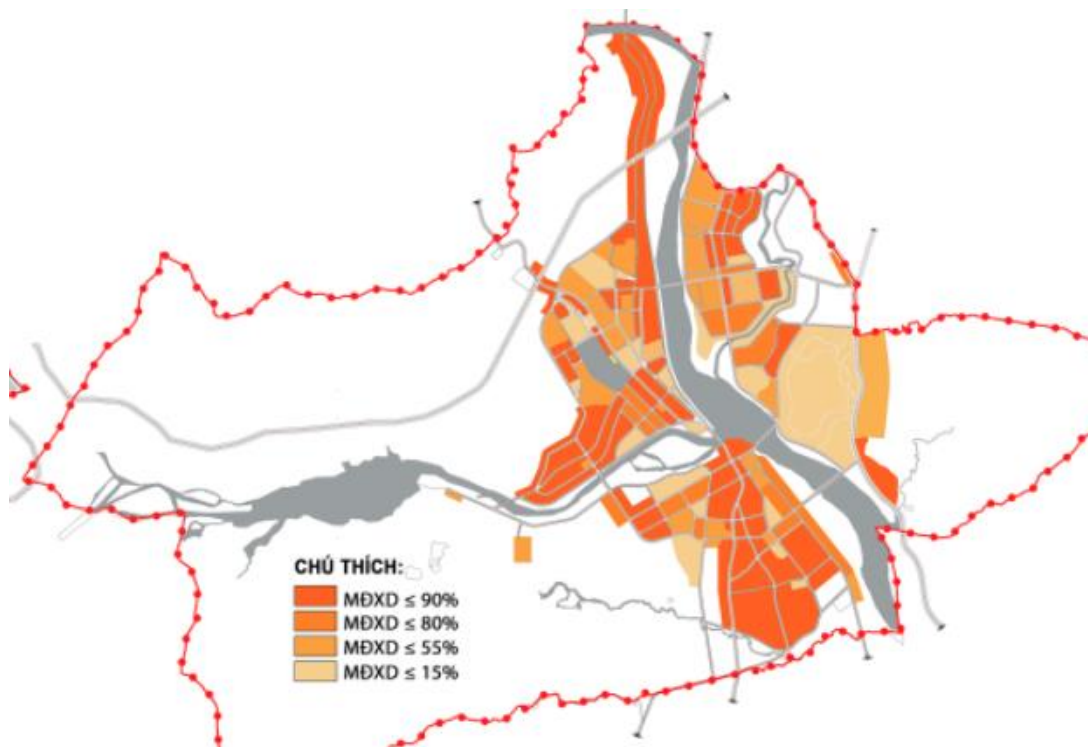 CHÚ THÍCH:
MĐXD ≤ 90%
MĐXD ≤ 80%
MĐXD ≤ 55%
MĐXD ≤ 15%